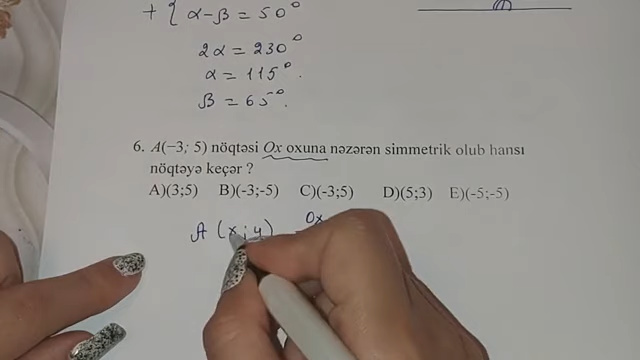 + { α-β = 50°
2α = 230°
α = 115°.
β = 65°.
6. A(−3; 5) nöqtəsi Ox oxuna nəzərən simmetrik olub hansı
nöqtəyə keçər ?
A)(3;5) B)(-3;-5) C)(-3;5) D)(5;3) E)(-5;-5)
A (x; y) Ox